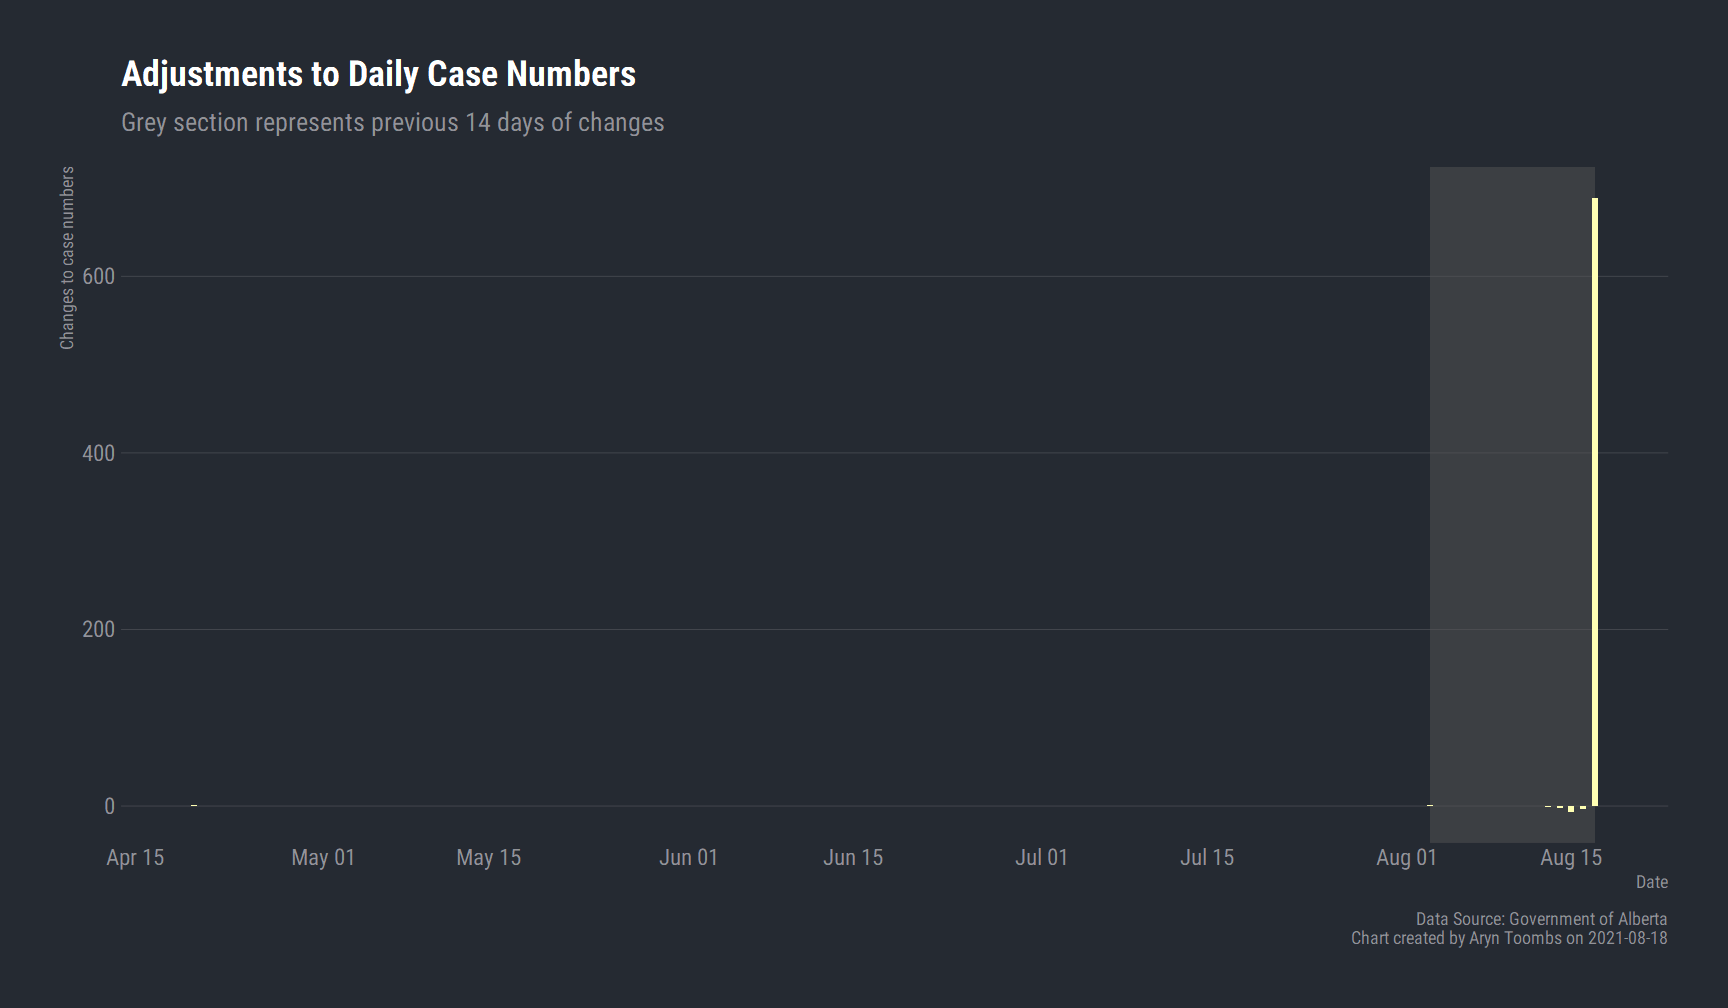 Adjustments to Daily Case Numbers
Grey section represents previous 14 days of changes
Changes to case numbers
600
400
200
0
Apr 15
May 01
May 15
Jun 01
Jun 15
Jul 01
Jul 15
Aug 01
Aug 15
Date
Data Source: Government of Alberta
Chart created by Aryn Toombs on 2021-08-18